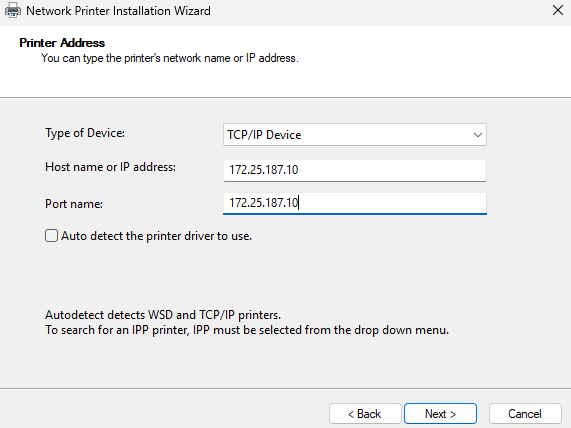 Network Printer Installation Wizard
Printer Address
You can type the printer's network name or IP address.
Type of Device:
TCP/IP Device
Host name or IP address:
172.25.187.10
Port name:
172.25.187.10
Auto detect the printer driver to use.
Autodetect detects WSD and TCP/IP printers.
To search for an IPP printer, IPP must be selected from the drop down menu.
< Back
Next >
Cancel